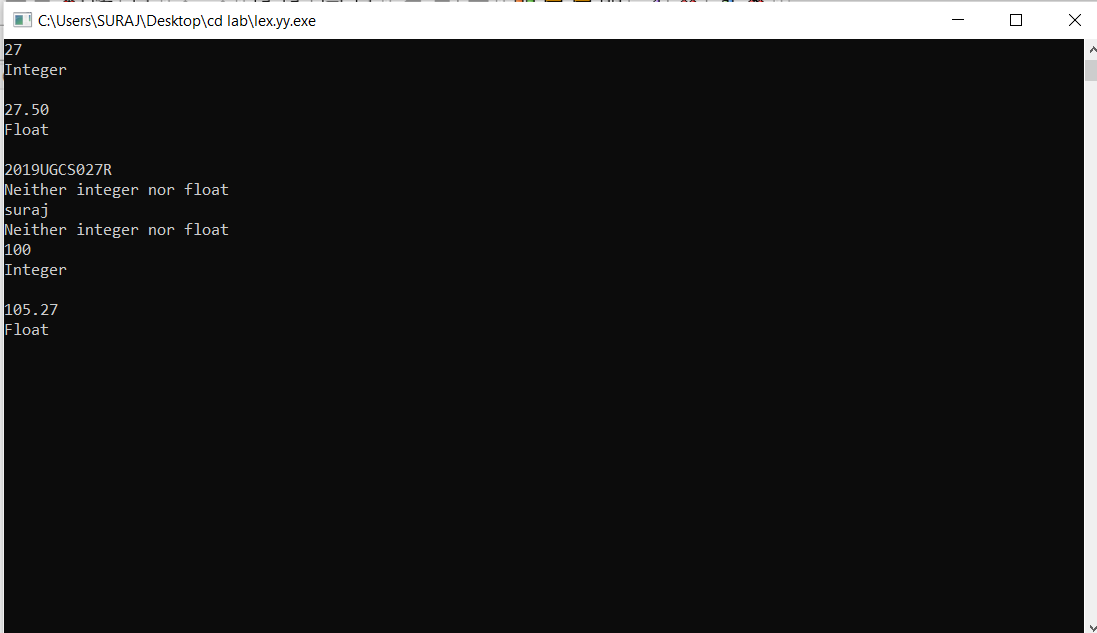 C:\Users\SURAJ\Desktop\cd lab\lex.yy.exe
27
Integer
27.50
Float
2019UGCS027R
Neither integer nor float
suraj
Neither integer nor float
100
Integer
105.27
Float